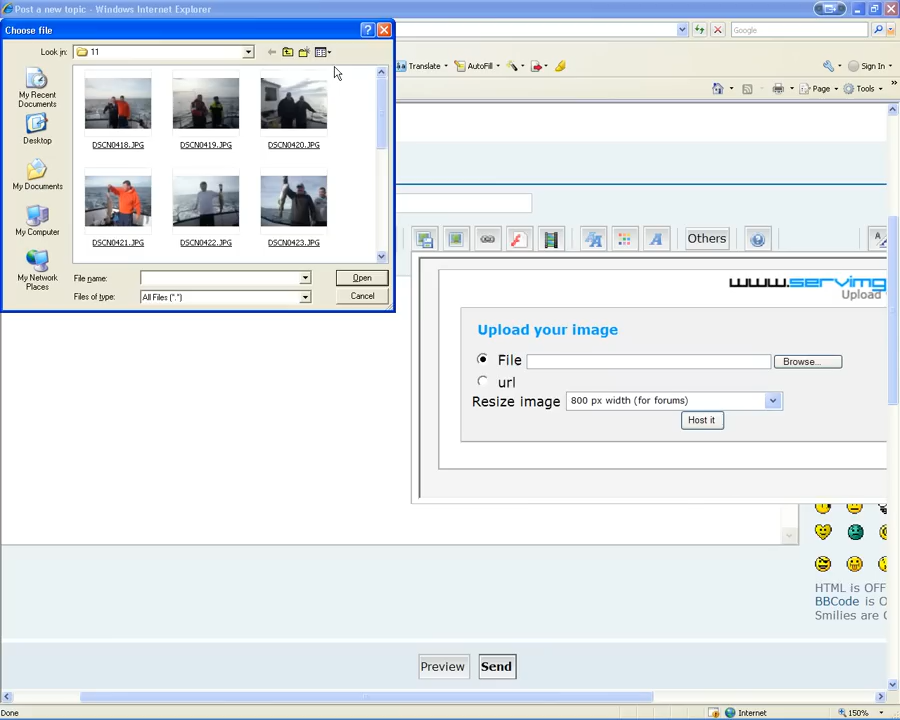 Post a new topic - Windows Internet Explorer
Choose file
Google
Look in:
11
Translate
AutoFill
Sign In
My Recent
Documents
Page
Tools
DSCN0418.JPG
DSCN0419.JPG
DSCN0420.JPG
Desktop
My Documents
My Computer
DSCN0421.JPG
DSCN0422.JPG
DSCN0423.JPG
Others
My Network
Places
File name:
Open
Files of type:
All Files (*.*)
Cancel
www.servimg
Upload
Upload your image
File
Browse...
url
Resize image
800 px width (for forums)
Host it
HTML is OFF
BBCode is O
Smilies are O
Preview
Send
Done
Internet
150%